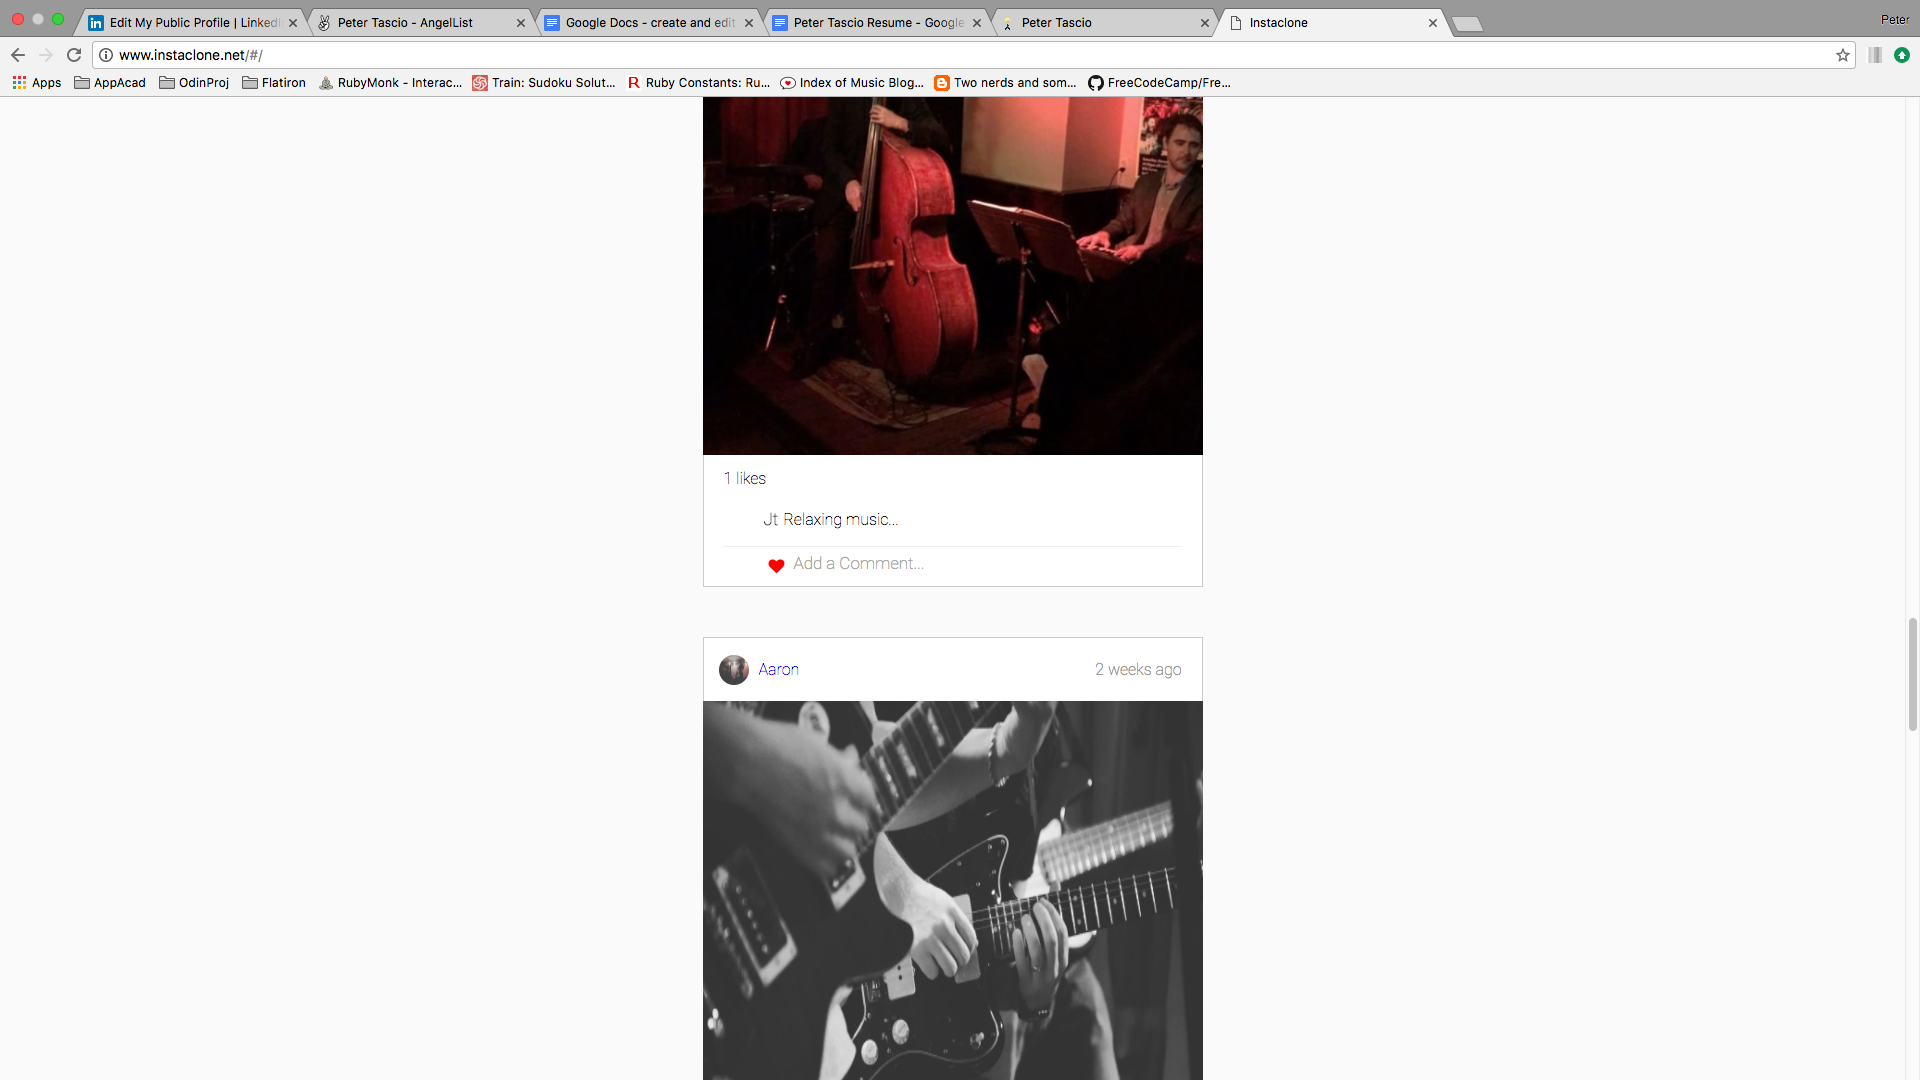 Edit My Public Profile | Linked
Peter Tascio - AngelList
Google Docs - create and edit
Peter Tascio Resume - Google
Peter Tascio
Instaclone
Peter
www.instaclone.net/#/
Apps
AppAcad
OdinProj
Flatiron
RubyMonk - Interac...
Train: Sudoku Solut...
R Ruby Constants: Ru...
Index of Music Blog...
Two nerds and som...
FreeCodeCamp/Fre...
1 likes
Jt Relaxing music...
Add a Comment...
Aaron
2 weeks ago